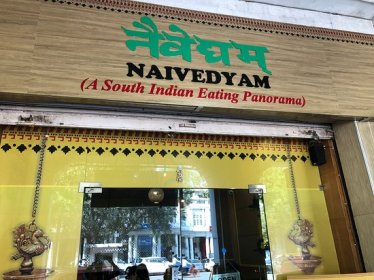 नैवेद्यम
NAIVEDYAM
(A South Indian Eating Panorama)